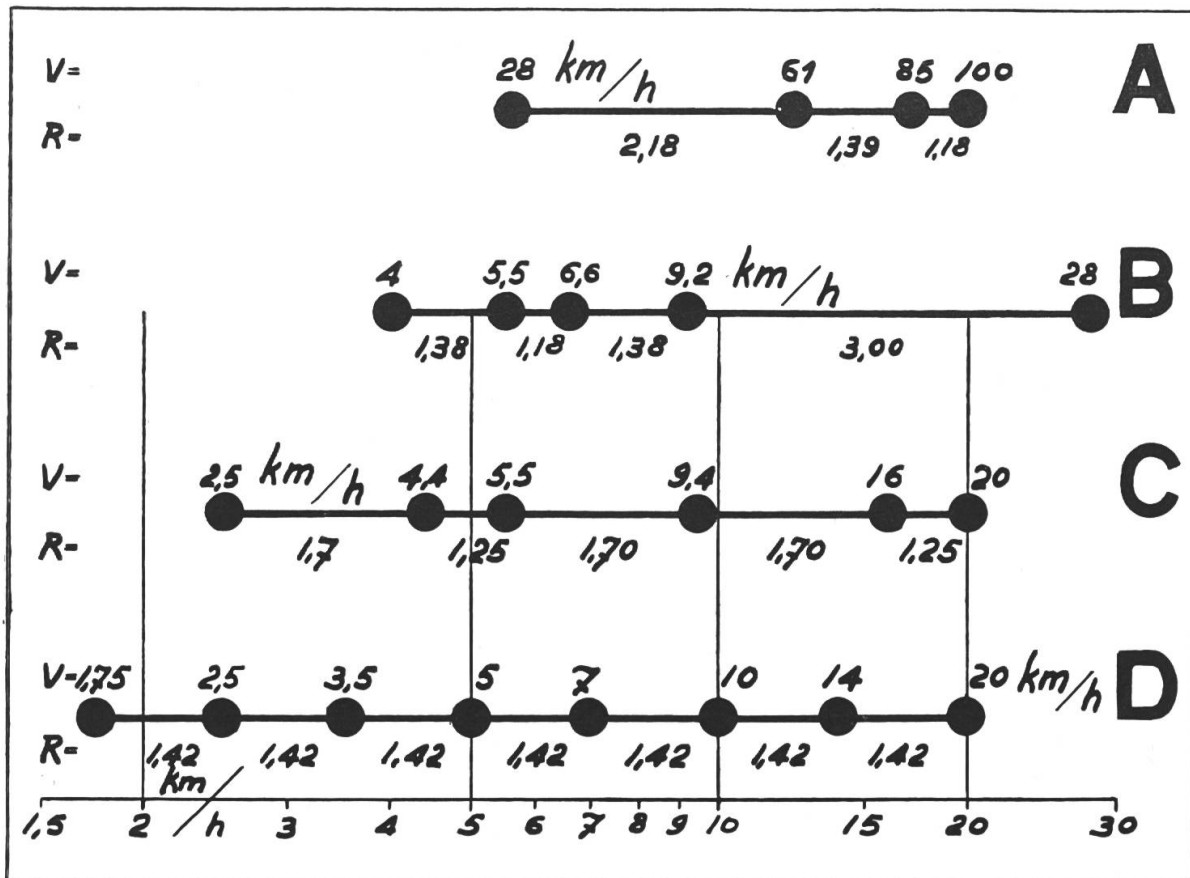 V= 28 km/h 61 85 100 A
R= 2,18 1,39 1,18
V= 4 5,5 6,6 9,2 km/h 28 B
R= 1,38 1,18 1,38 3,00
V= 2,5 km/h 4,4 5,5 9,4 16 20 C
R= 1,7 1,25 1,70 1,70 1,25
V= 1,75 2,5 3,5 5 7 10 14 20 km/h D
R= 1,42 1,42 1,42 1,42 1,42 1,42 1,42
km/h
1,5 2 3 4 5 6 7 8 9 10 15 20 30